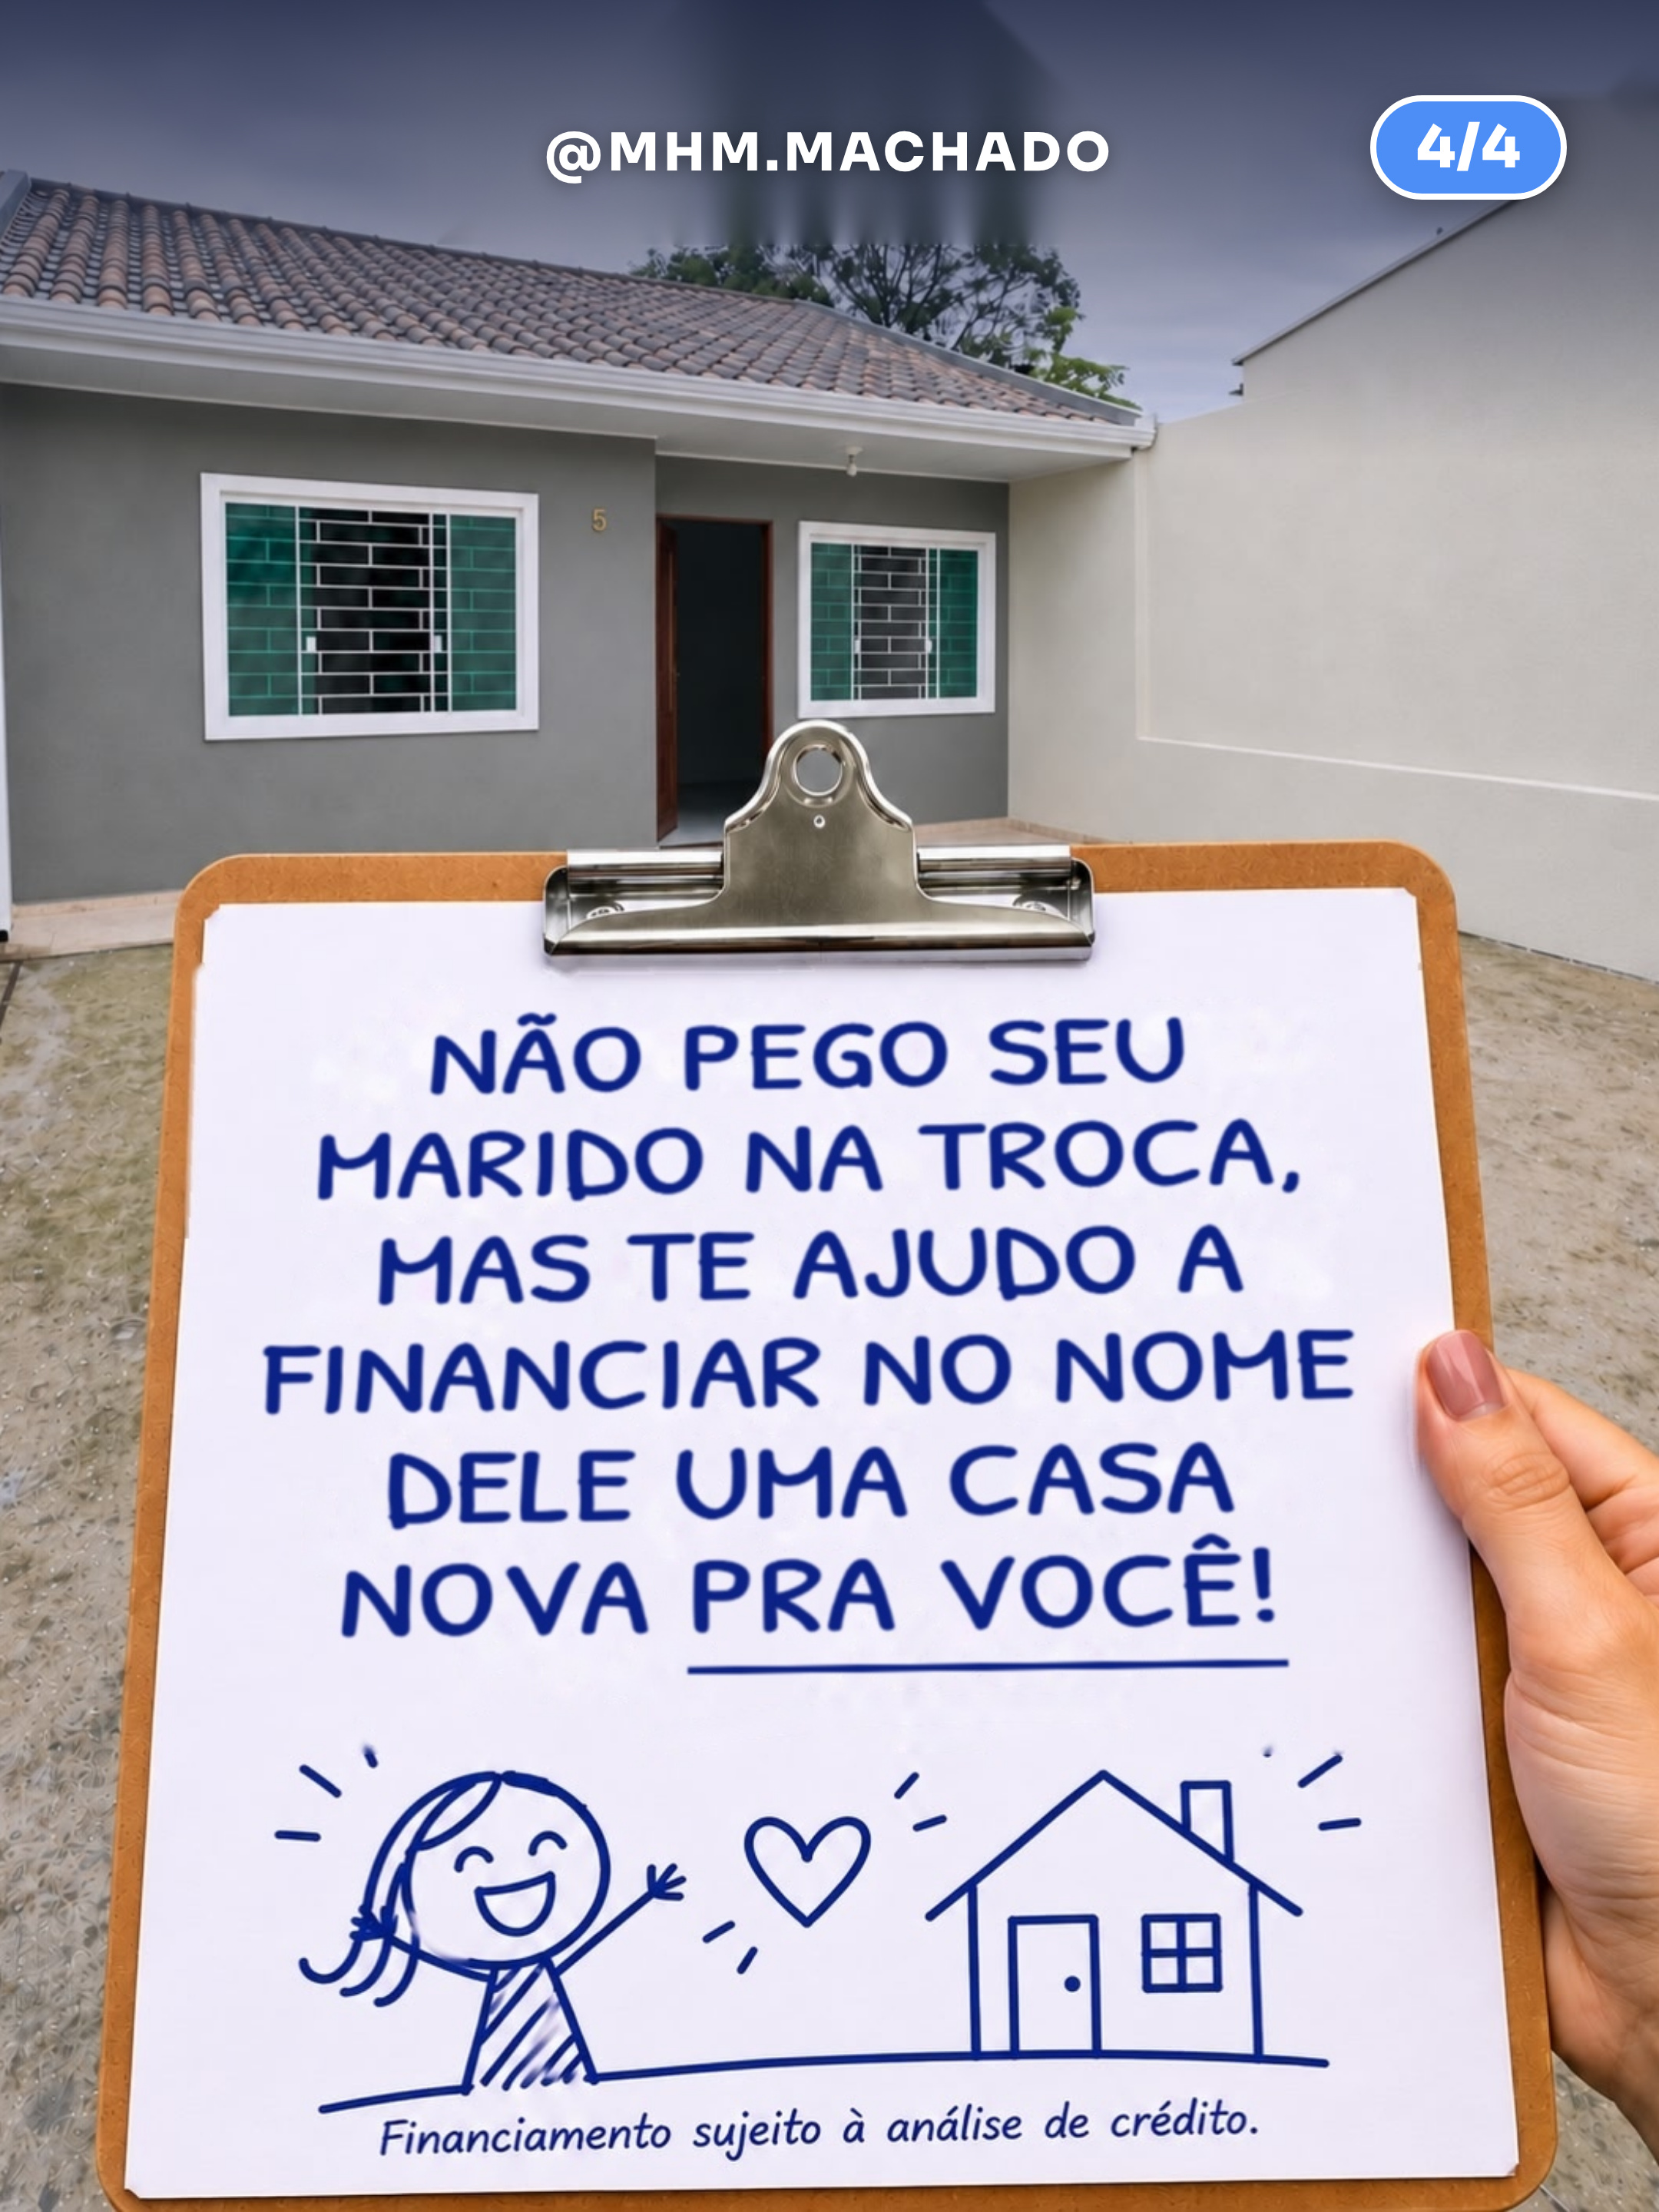 @MHM.MACHADO
4/4
5
NÃO PEGO SEU
MARIDO NA TROCA,
MAS TE AJUDO A
FINANCIAR NO NOME
DELE UMA CASA
NOVA PRA VOCÊ!
Financiamento sujeito à análise de crédito.